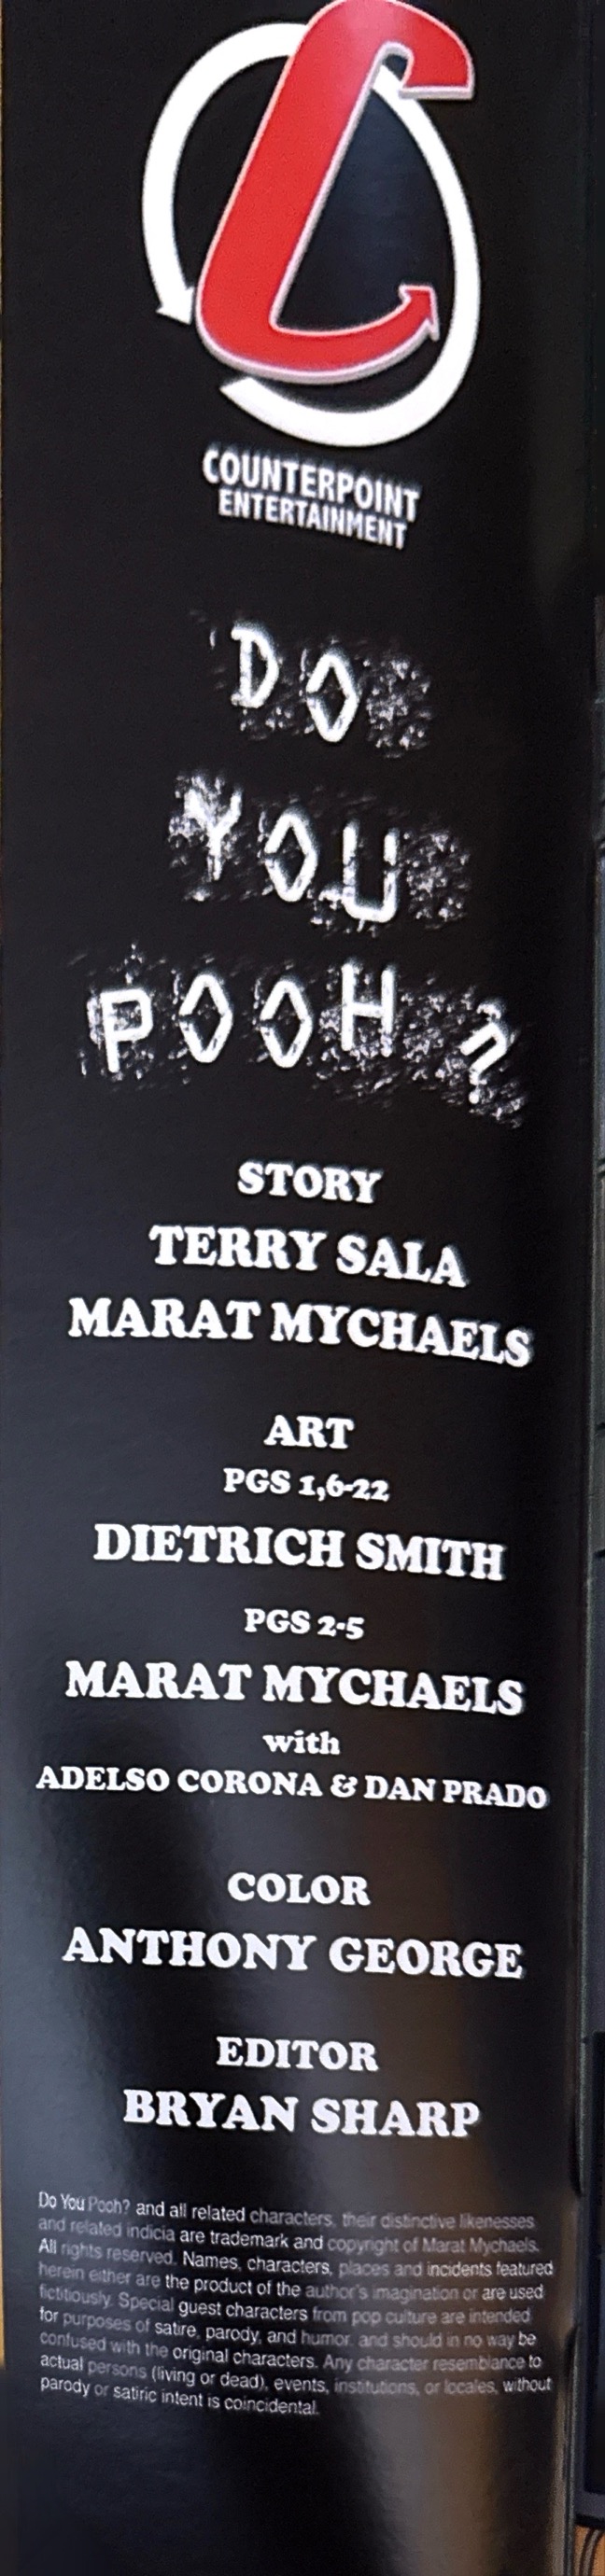 COUNTERPOINT
ENTERTAINMENT
DO
YOU
POOH?
STORY
TERRY SALA
MARAT MYCHAELS
ART
PGS 1,6-22
DIETRICH SMITH
PGS 2-5
MARAT MYCHAELS
with
ADELSO CORONA & DAN PRADO
COLOR
ANTHONY GEORGE
EDITOR
BRYAN SHARP
Do You Pooh? and all related characters, their distinctive likenesses
and related indicia are trademark and copyright of Marat Mychaels.
All rights reserved. Names, characters, places and incidents featured
herein either are the product of the author's imagination or are used
fictitiously. Special guest characters from pop culture are intended
for purposes of satire, parody, and humor, and should in no way be
confused with the original characters. Any character resemblance to
actual persons (living or dead), events, institutions, or locales, without
parody or satiric intent is coincidental.